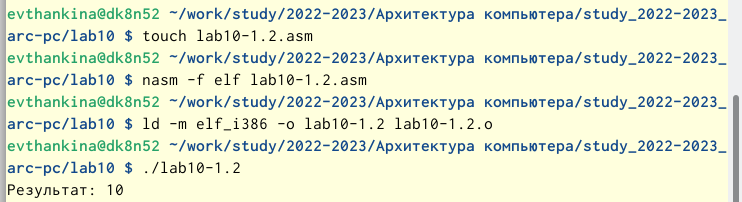 evthankina@dk8n52 ~/work/study/2022-2023/Архитектура компьютера/study_2022-2023_
arc-pc/lab10 $ touch lab10-1.2.asm
evthankina@dk8n52 ~/work/study/2022-2023/Архитектура компьютера/study_2022-2023_
arc-pc/lab10 $ nasm -f elf lab10-1.2.asm
evthankina@dk8n52 ~/work/study/2022-2023/Архитектура компьютера/study_2022-2023_
arc-pc/lab10 $ ld -m elf_i386 -o lab10-1.2 lab10-1.2.o
evthankina@dk8n52 ~/work/study/2022-2023/Архитектура компьютера/study_2022-2023_
arc-pc/lab10 $ ./lab10-1.2
Результат: 10